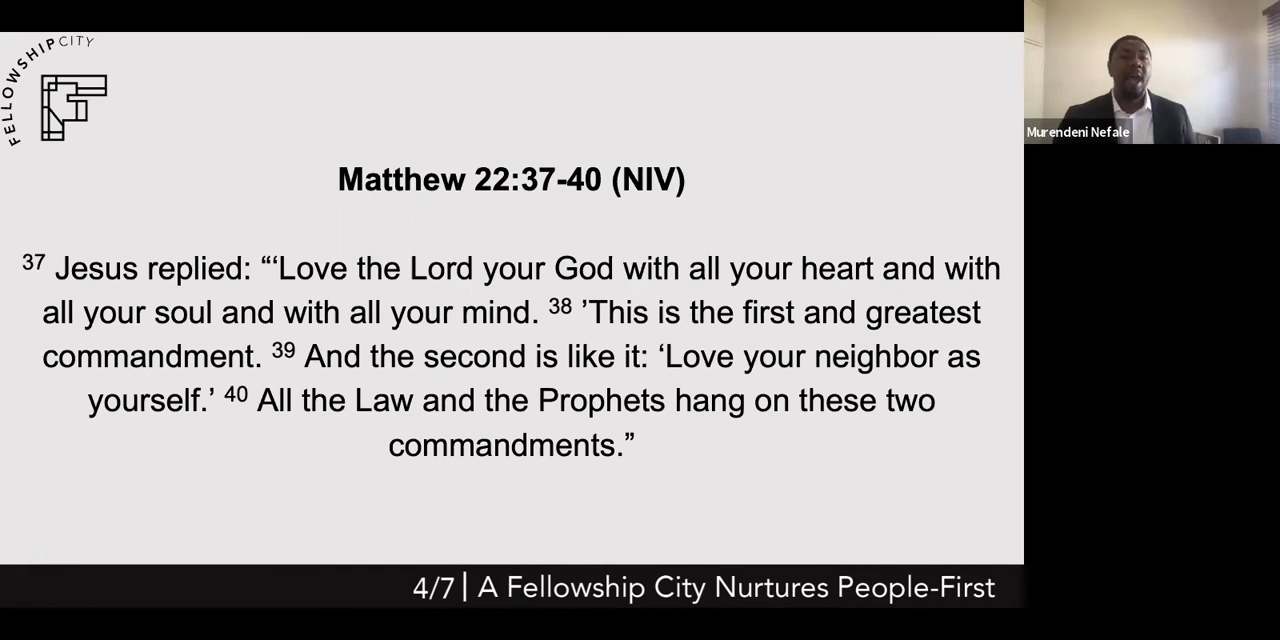 FELLOWSHIPCITY
Murendeni Nefale
Matthew 22:37-40 (NIV)
37 Jesus replied: “‘Love the Lord your God with all your heart and with
all your soul and with all your mind. 38 ’This is the first and greatest
commandment. 39 And the second is like it: ‘Love your neighbor as
yourself.’ 40 All the Law and the Prophets hang on these two
commandments.”
4/7 | A Fellowship City Nurtures People-First